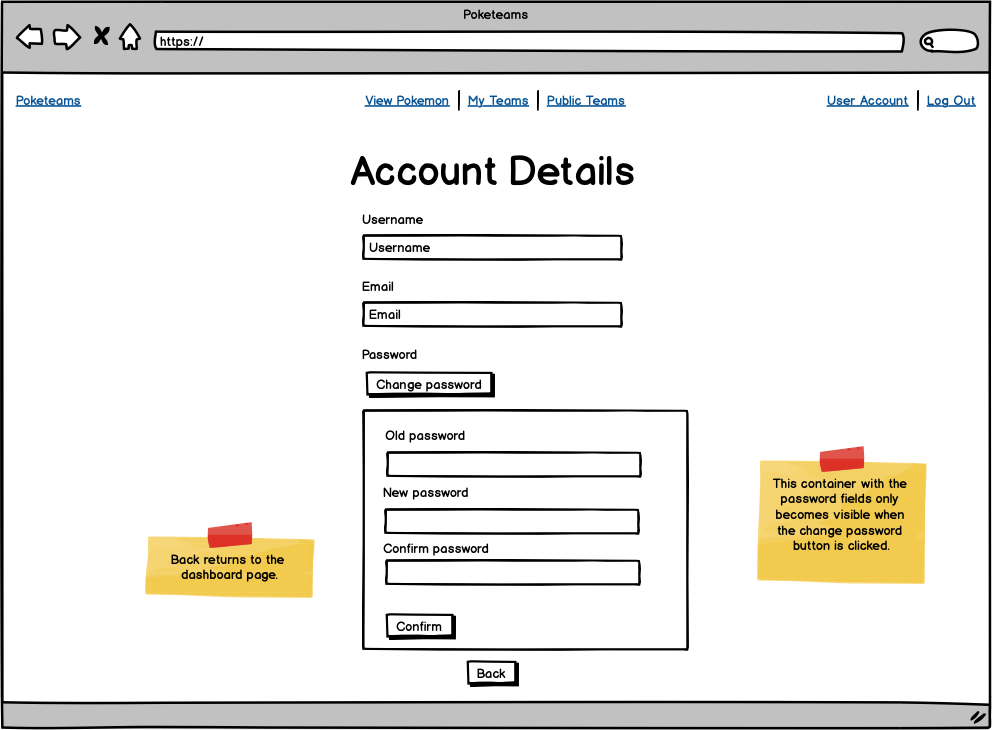 Poketeams
https://
Poketeams
View Pokemon
My Teams
Public Teams
User Account
Log Out
Account Details
Username
Username
Email
Email
Password
Change password
Old password
New password
Confirm password
Confirm
Back
Back returns to the
dashboard page.
This container with the
password fields only
becomes visible when
the change password
button is clicked.